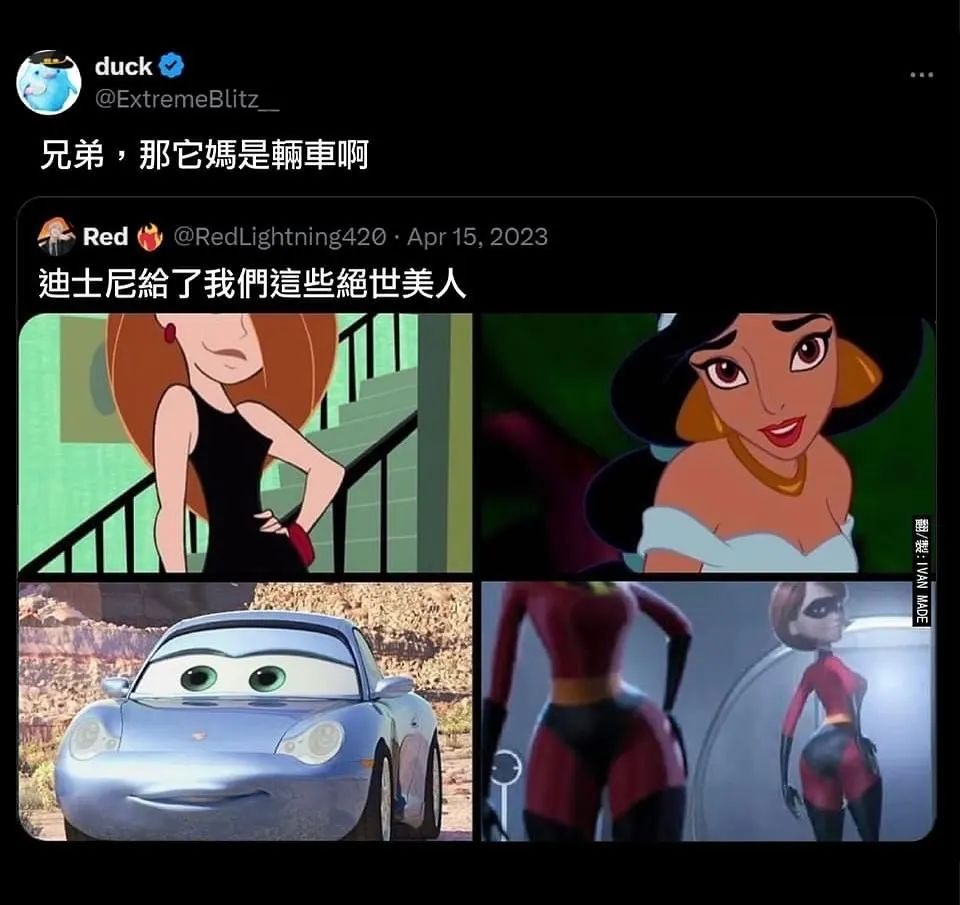 duck
@ExtremeBlitz__
兄弟，那它媽是輛車啊
Red @RedLightning420 · Apr 15, 2023
迪士尼給了我們這些絕世美人
翻/製：IVAN MADE